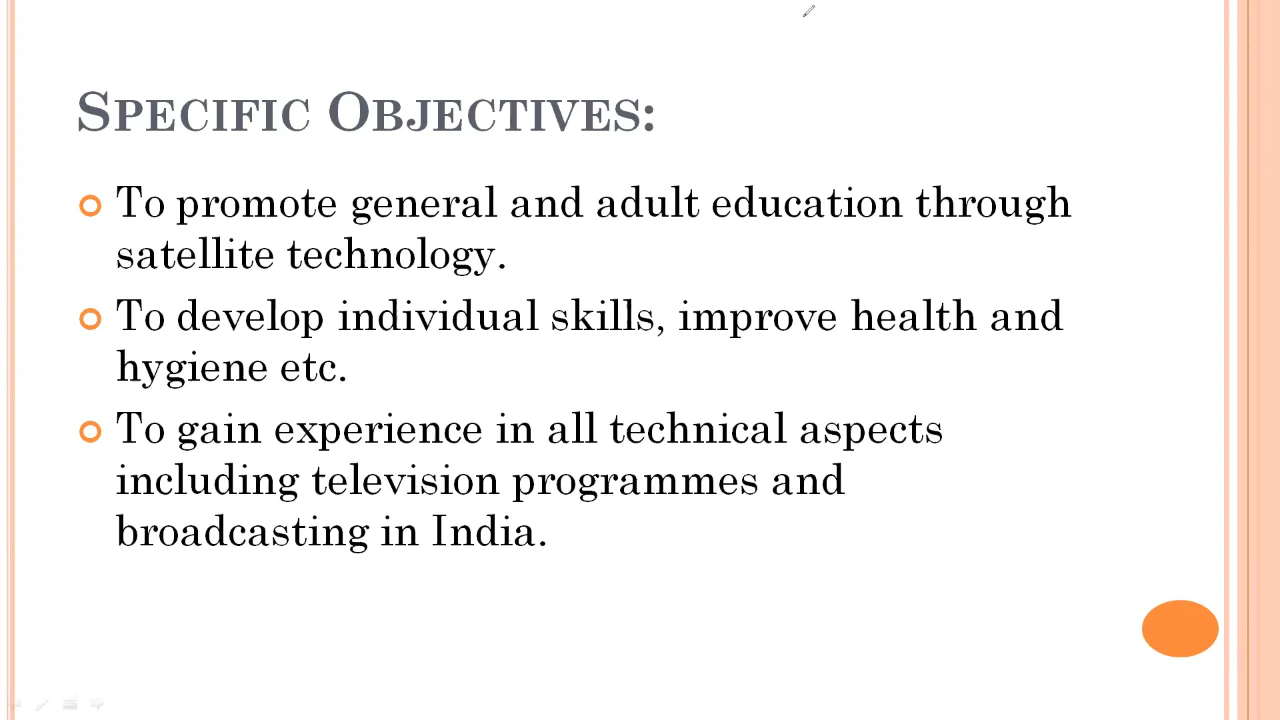 Specific Objectives:
To promote general and adult education through
satellite technology.
To develop individual skills, improve health and
hygiene etc.
To gain experience in all technical aspects
including television programmes and
broadcasting in India.